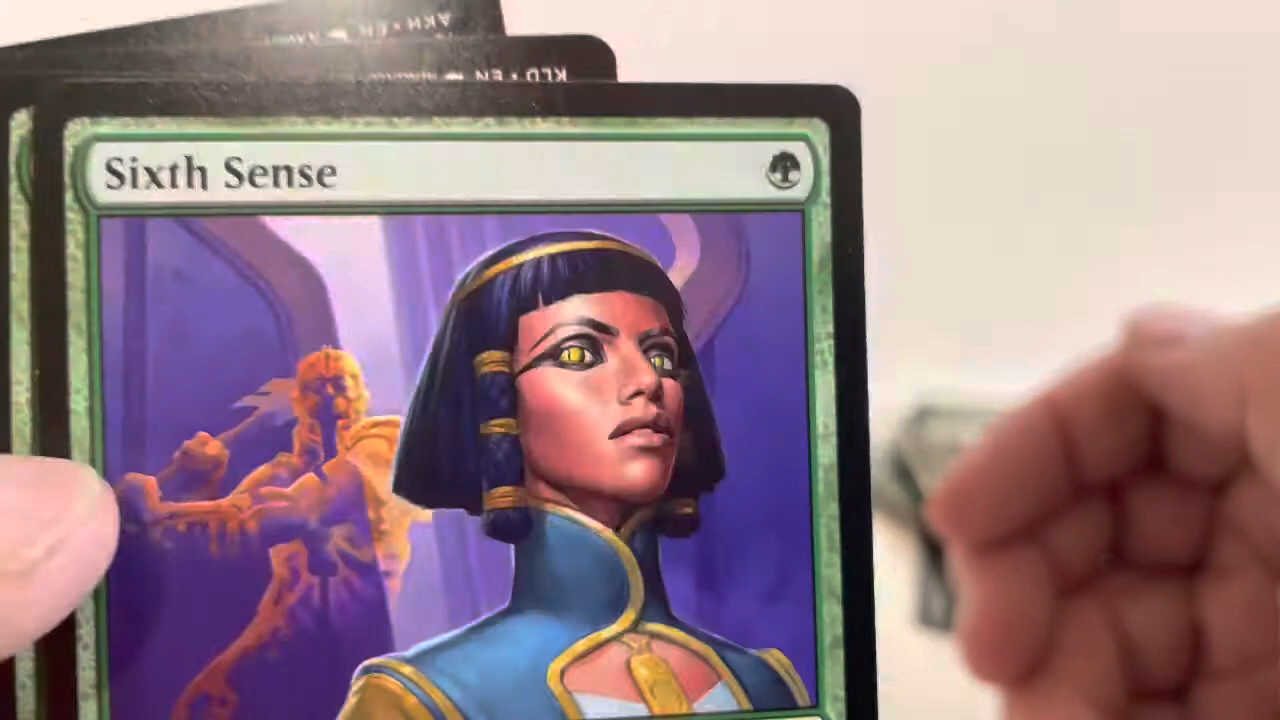 AKH • EN
KLD • EN
Sixth Sense